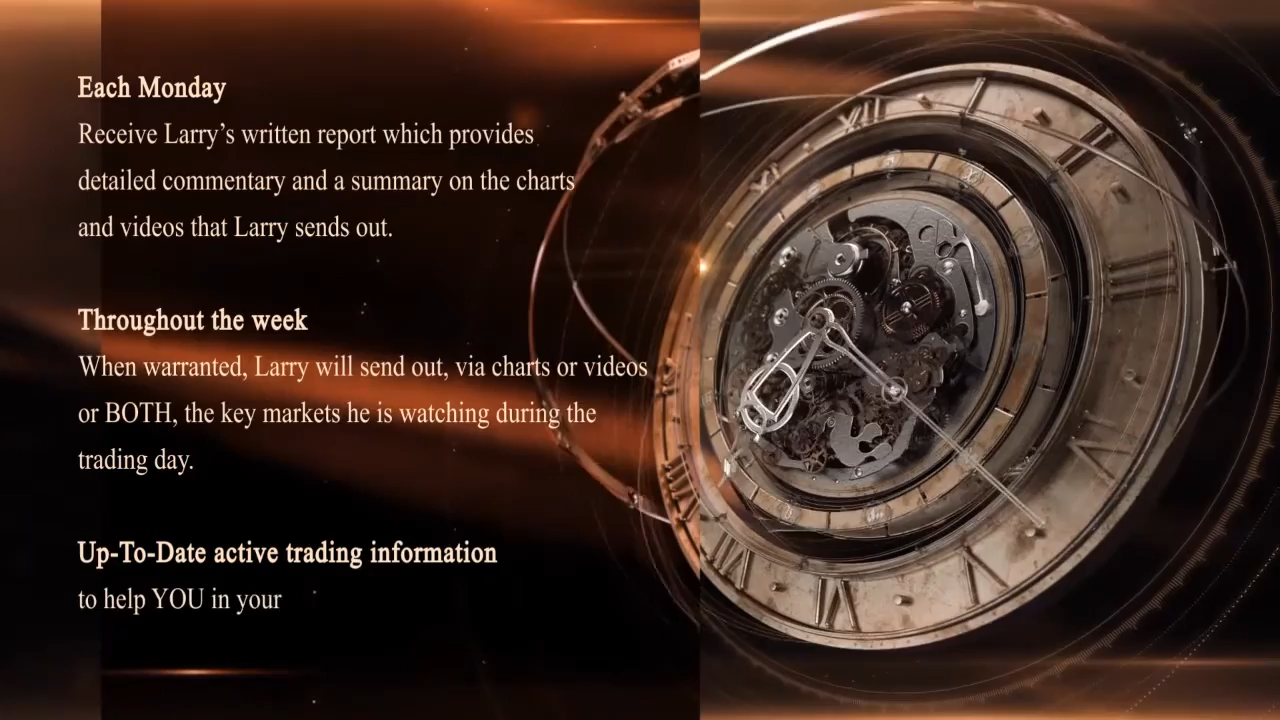 Each Monday
Receive Larry’s written report which provides
detailed commentary and a summary on the charts
and videos that Larry sends out.
Throughout the week
When warranted, Larry will send out, via charts or videos
or BOTH, the key markets he is watching during the
trading day.
Up-To-Date active trading information
to help YOU in your